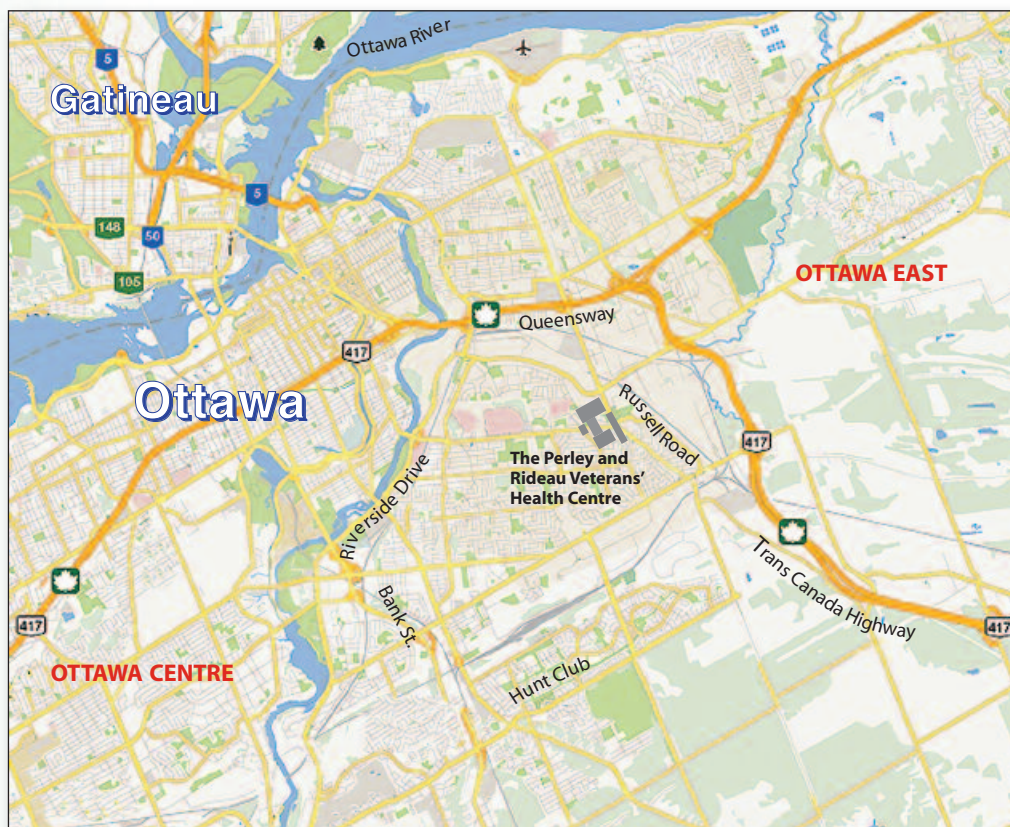 Ottawa River
5
Gatineau
5
148
50
105
OTTAWA EAST
Queensway
417
Ottawa
Russell Road
417
The Perley and
Rideau Veterans'
Health Centre
Riverside Drive
Trans Canada Highway
Bank St.
417
417
Hunt Club
OTTAWA CENTRE